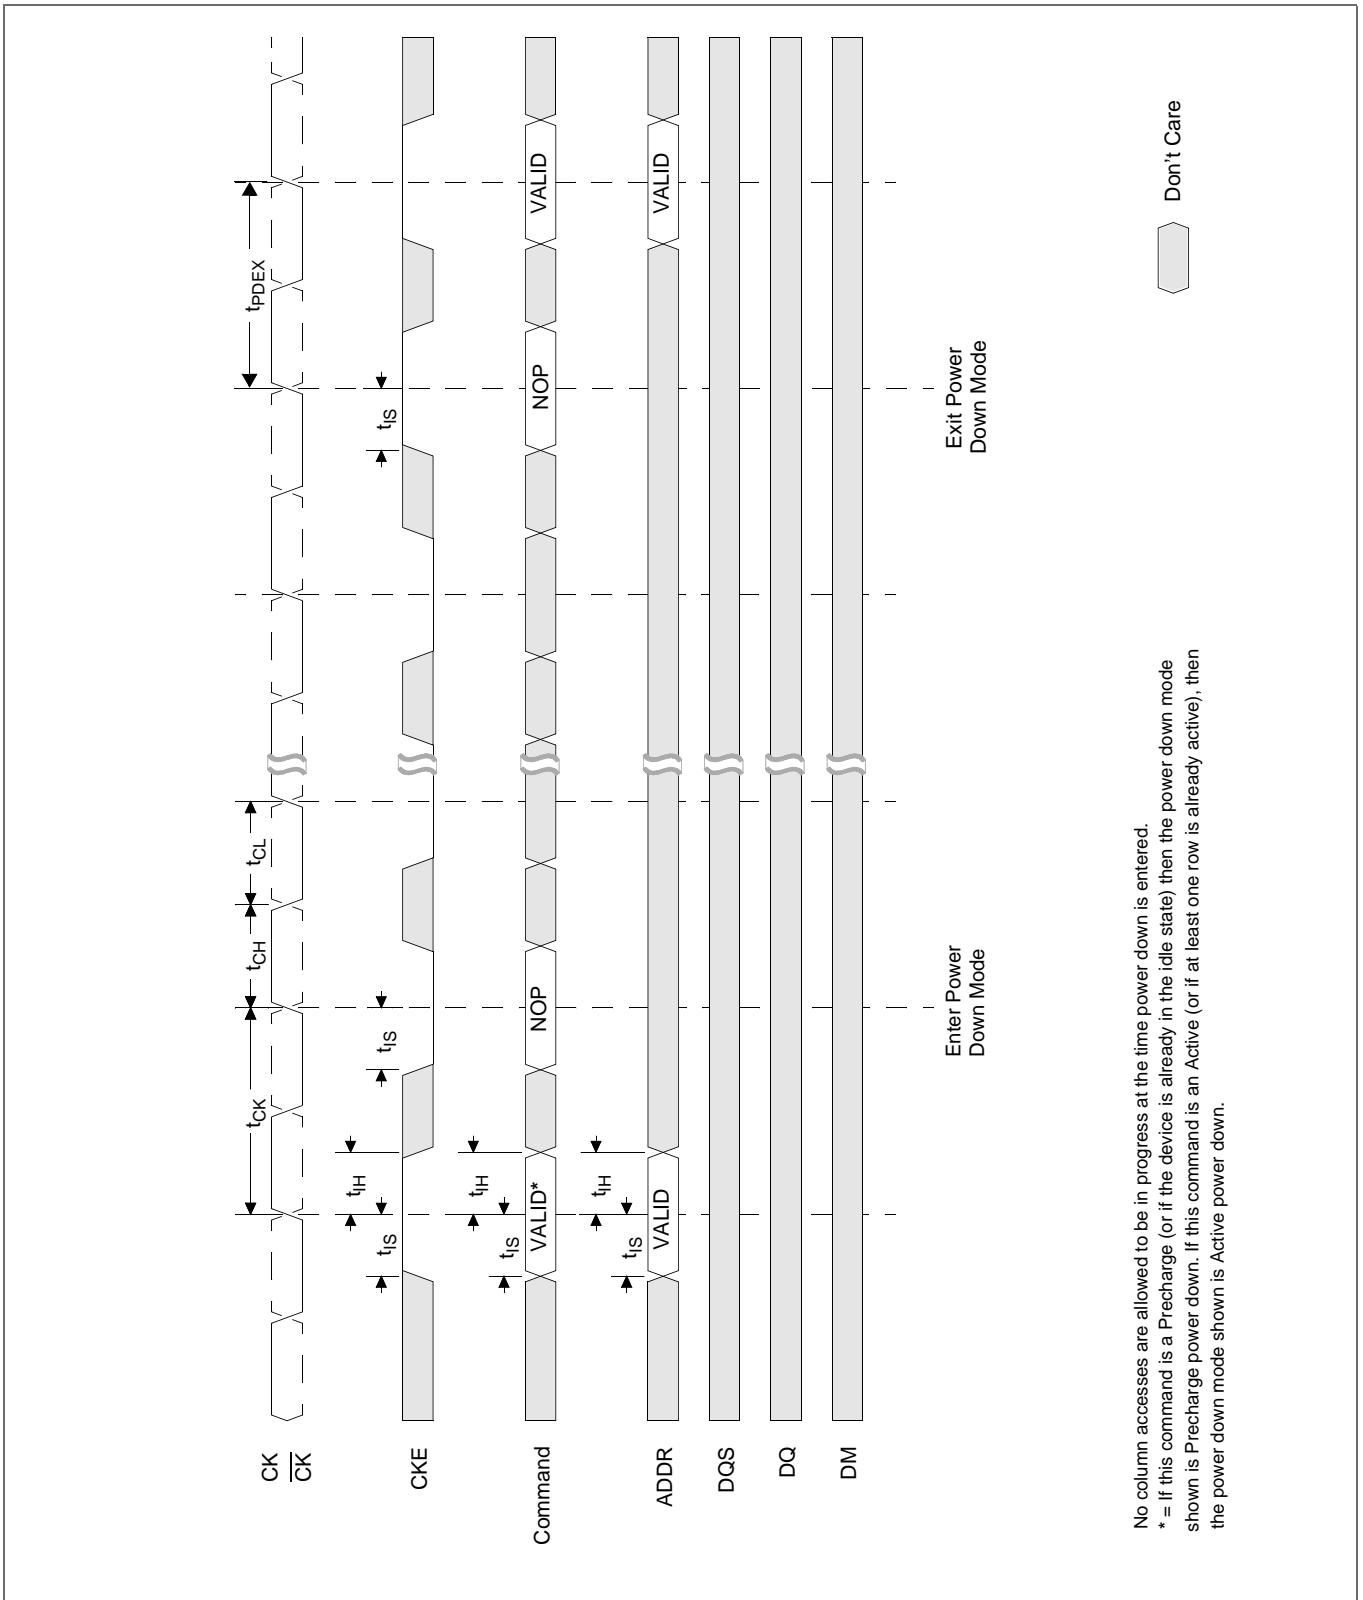 tCK
tCH
tCL
tPDEX
CK
CK
tIS
tIH
tIS
tIS
CKE
tIS
tIH
Command
VALID*
NOP
NOP
VALID
tIS
tIH
ADDR
VALID
VALID
DQS
DQ
DM
Enter Power
Down Mode
Exit Power
Down Mode
No column accesses are allowed to be in progress at the time power down is entered.
* = If this command is a Precharge (or if the device is already in the idle state) then the power down mode
shown is Precharge power down. If this command is an Active (or if at least one row is already active), then
the power down mode shown is Active power down.
Don't Care